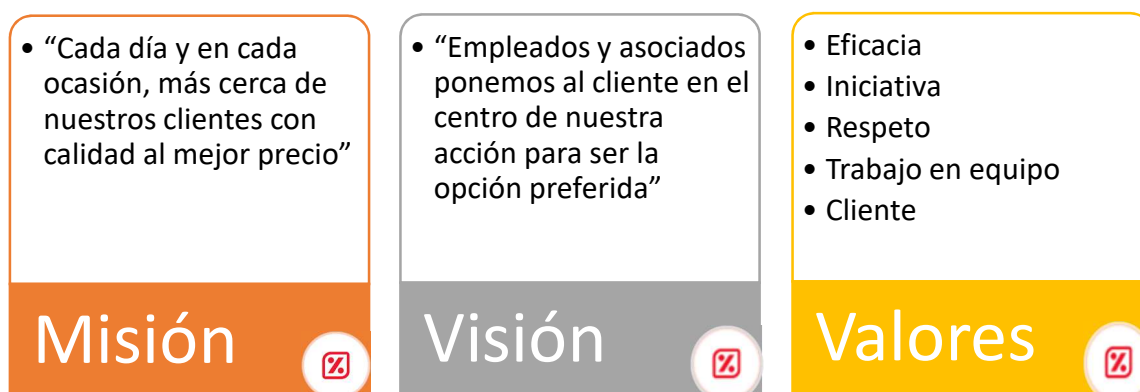 • “Cada día y en cada
ocasión, más cerca de
nuestros clientes con
calidad al mejor precio”
Misión
• “Empleados y asociados
ponemos al cliente en el
centro de nuestra
acción para ser la
opción preferida”
Visión
• Eficacia
• Iniciativa
• Respeto
• Trabajo en equipo
• Cliente
Valores